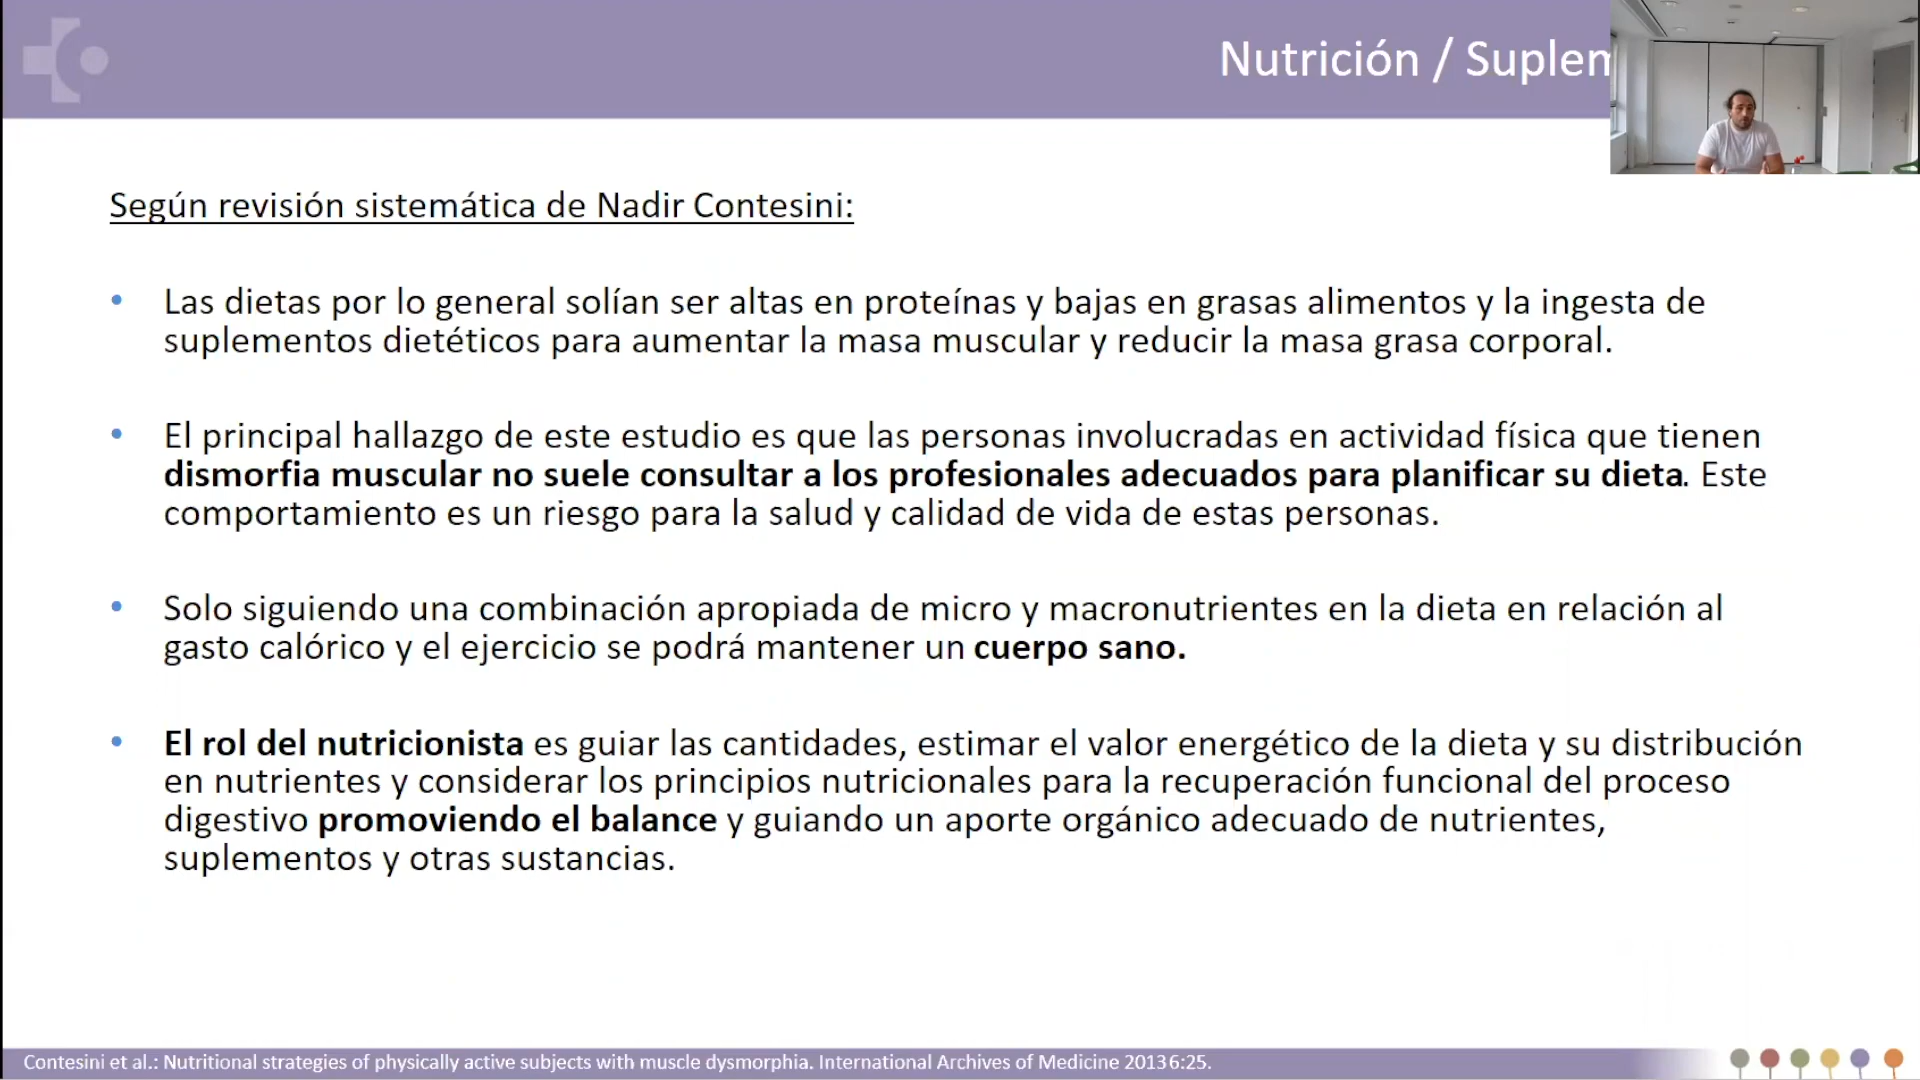 Nutrición / Suplem
Según revisión sistemática de Nadir Contesini:
• Las dietas por lo general solían ser altas en proteínas y bajas en grasas alimentos y la ingesta de
suplementos dietéticos para aumentar la masa muscular y reducir la masa grasa corporal.
• El principal hallazgo de este estudio es que las personas involucradas en actividad física que tienen
dismorfia muscular no suele consultar a los profesionales adecuados para planificar su dieta. Este
comportamiento es un riesgo para la salud y calidad de vida de estas personas.
• Solo siguiendo una combinación apropiada de micro y macronutrientes en la dieta en relación al
gasto calórico y el ejercicio se podrá mantener un cuerpo sano.
• El rol del nutricionista es guiar las cantidades, estimar el valor energético de la dieta y su distribución
en nutrientes y considerar los principios nutricionales para la recuperación funcional del proceso
digestivo promoviendo el balance y guiando un aporte orgánico adecuado de nutrientes,
suplementos y otras sustancias.
Contesini et al.: Nutritional strategies of physically active subjects with muscle dysmorphia. International Archives of Medicine 2013 6:25.